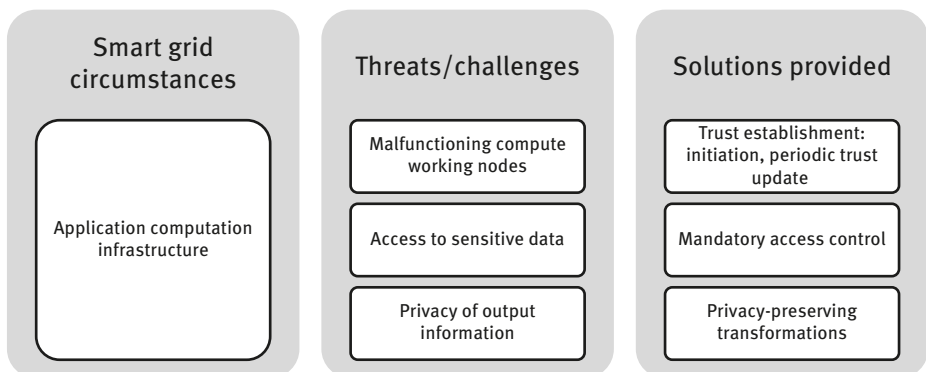 Smart grid
circumstances
Application computation
infrastructure
Threats/challenges
Malfunctioning compute
working nodes
Access to sensitive data
Privacy of output
information
Solutions provided
Trust establishment:
initiation, periodic trust
update
Mandatory access control
Privacy-preserving
transformations